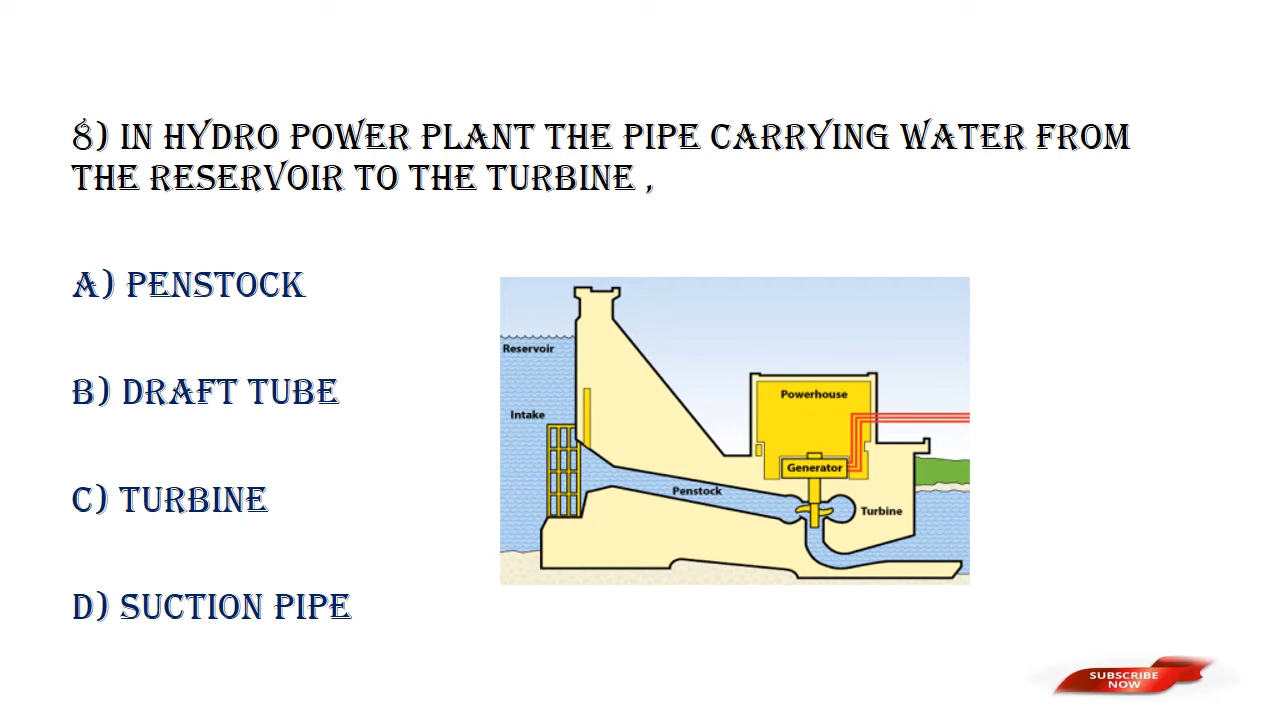 8) IN HYDRO POWER PLANT THE PIPE CARRYING WATER FROM
THE RESERVOIR TO THE TURBINE ,
A) PENSTOCK
B) DRAFT TUBE
C) TURBINE
D) SUCTION PIPE
Reservoir
Intake
Powerhouse
Generator
Penstock
Turbine
SUBSCRIBE
NOW